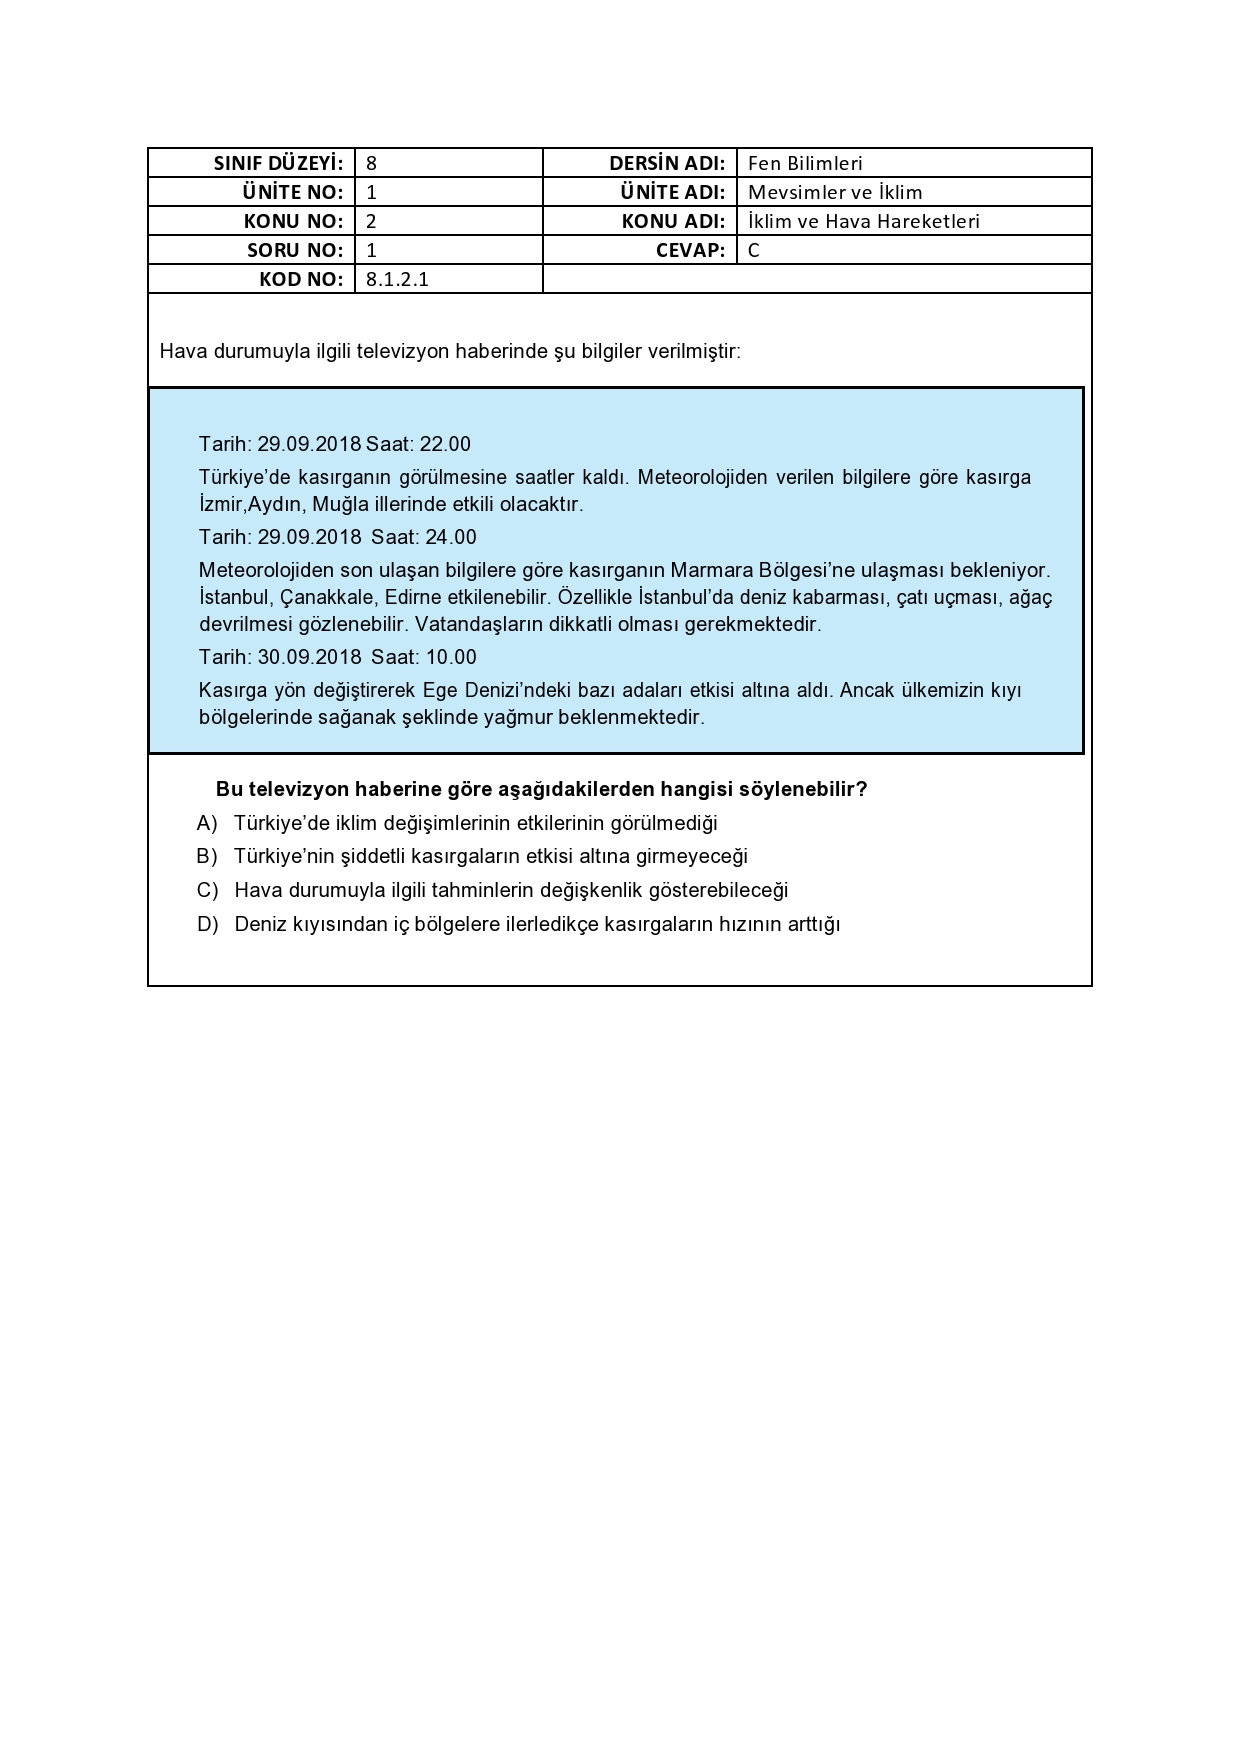 SINIF DÜZEYİ: 8 DERSİN ADI: Fen Bilimleri
ÜNİTE NO: 1 ÜNİTE ADI: Mevsimler ve İklim
KONU NO: 2 KONU ADI: İklim ve Hava Hareketleri
SORU NO: 1 CEVAP: C
KOD NO: 8.1.2.1
Hava durumuyla ilgili televizyon haberinde şu bilgiler verilmiştir:
Tarih: 29.09.2018 Saat: 22.00
Türkiye’de kasırganın görülmesine saatler kaldı. Meteorolojiden verilen bilgilere göre kasırga
İzmir,Aydın, Muğla illerinde etkili olacaktır.
Tarih: 29.09.2018 Saat: 24.00
Meteorolojiden son ulaşan bilgilere göre kasırganın Marmara Bölgesi’ne ulaşması bekleniyor.
İstanbul, Çanakkale, Edirne etkilenebilir. Özellikle İstanbul’da deniz kabarması, çatı uçması, ağaç
devrilmesi gözlenebilir. Vatandaşların dikkatli olması gerekmektedir.
Tarih: 30.09.2018 Saat: 10.00
Kasırga yön değiştirerek Ege Denizi’ndeki bazı adaları etkisi altına aldı. Ancak ülkemizin kıyı
bölgelerinde sağanak şeklinde yağmur beklenmektedir.
Bu televizyon haberine göre aşağıdakilerden hangisi söylenebilir?
A) Türkiye’de iklim değişimlerinin etkilerinin görülmediği
B) Türkiye’nin şiddetli kasırgaların etkisi altına girmeyeceği
C) Hava durumuyla ilgili tahminlerin değişkenlik gösterebileceği
D) Deniz kıyısından iç bölgelere ilerledikçe kasırgaların hızının arttığı